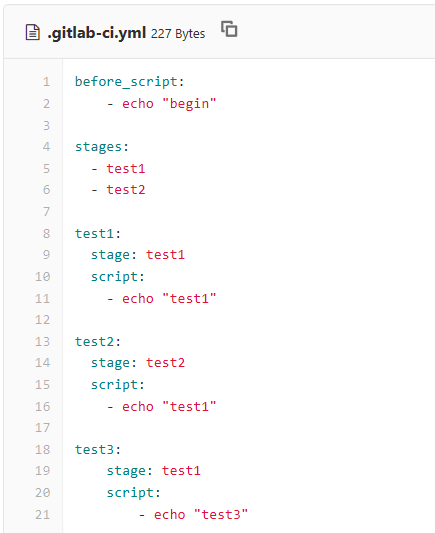 .gitlab-ci.yml 227 Bytes
1 before_script:
2     - echo "begin"
3
4 stages:
5   - test1
6   - test2
7
8 test1:
9   stage: test1
10   script:
11     - echo "test1"
12
13 test2:
14   stage: test2
15   script:
16     - echo "test1"
17
18 test3:
19     stage: test1
20     script:
21         - echo "test3"